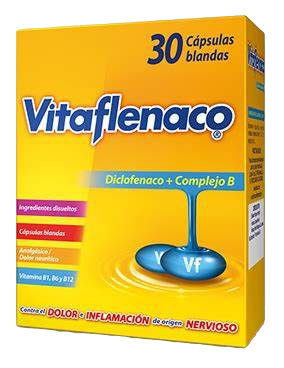 30 Cápsulas
blandas
Vitaflenaco®
Diclofenaco + Complejo B
Ingredientes disueltos
Cápsulas blandas
Analgésico/
Dolor neurítico
Vitamina B1, B6 y B12
V
Vf
Contra el DOLOR e INFLAMACIÓN de origen NERVIOSO